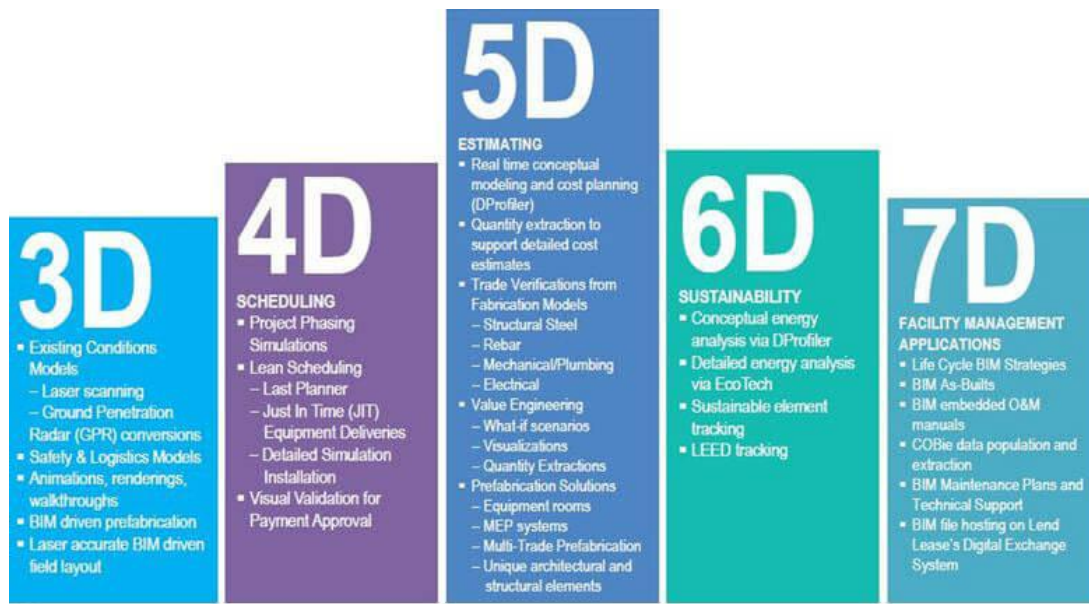 3D
▪ Existing Conditions
Models
– Laser scanning
– Ground Penetration
Radar (GPR) conversions
▪ Safety & Logistics Models
▪ Animations, renderings,
walkthroughs
▪ BIM driven prefabrication
▪ Laser accurate BIM driven
field layout
4D
SCHEDULING
▪ Project Phasing
Simulations
▪ Lean Scheduling
– Last Planner
– Just In Time (JIT)
Equipment Deliveries
– Detailed Simulation
Installation
▪ Visual Validation for
Payment Approval
5D
ESTIMATING
▪ Real time conceptual
modeling and cost planning
(DProfiler)
▪ Quantity extraction to
support detailed cost
estimates
▪ Trade Verifications from
Fabrication Models
– Structural Steel
– Rebar
– Mechanical/Plumbing
– Electrical
▪ Value Engineering
– What-if scenarios
– Visualizations
– Quantity Extractions
▪ Prefabrication Solutions
– Equipment rooms
– MEP systems
– Multi-Trade Prefabrication
– Unique architectural and
structural elements
6D
SUSTAINABILITY
▪ Conceptual energy
analysis via DProfiler
▪ Detailed energy analysis
via EcoTech
▪ Sustainable element
tracking
▪ LEED tracking
7D
FACILITY MANAGEMENT
APPLICATIONS
▪ Life Cycle BIM Strategies
▪ BIM As-Builts
▪ BIM embedded O&M
manuals
▪ COBie data population and
extraction
▪ BIM Maintenance Plans and
Technical Support
▪ BIM file hosting on Lend
Lease's Digital Exchange
System